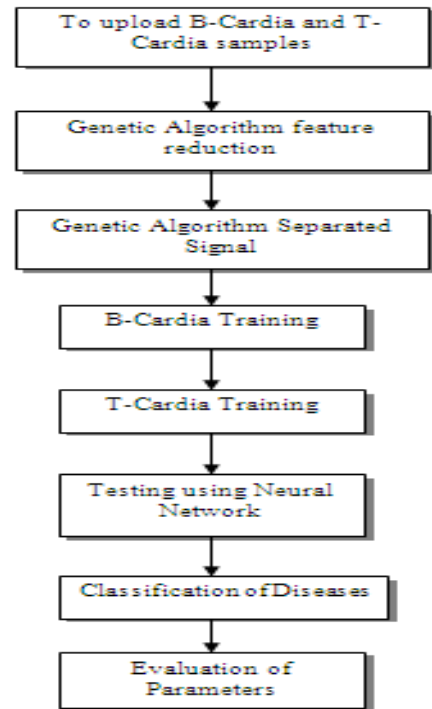 To upload B-Cardia and T-
Cardia samples
Genetic Algorithm feature
reduction
Genetic Algorithm Separated
Signal
B-Cardia Training
T-Cardia Training
Testing using Neural
Network
Classification of Diseases
Evaluation of
Parameters